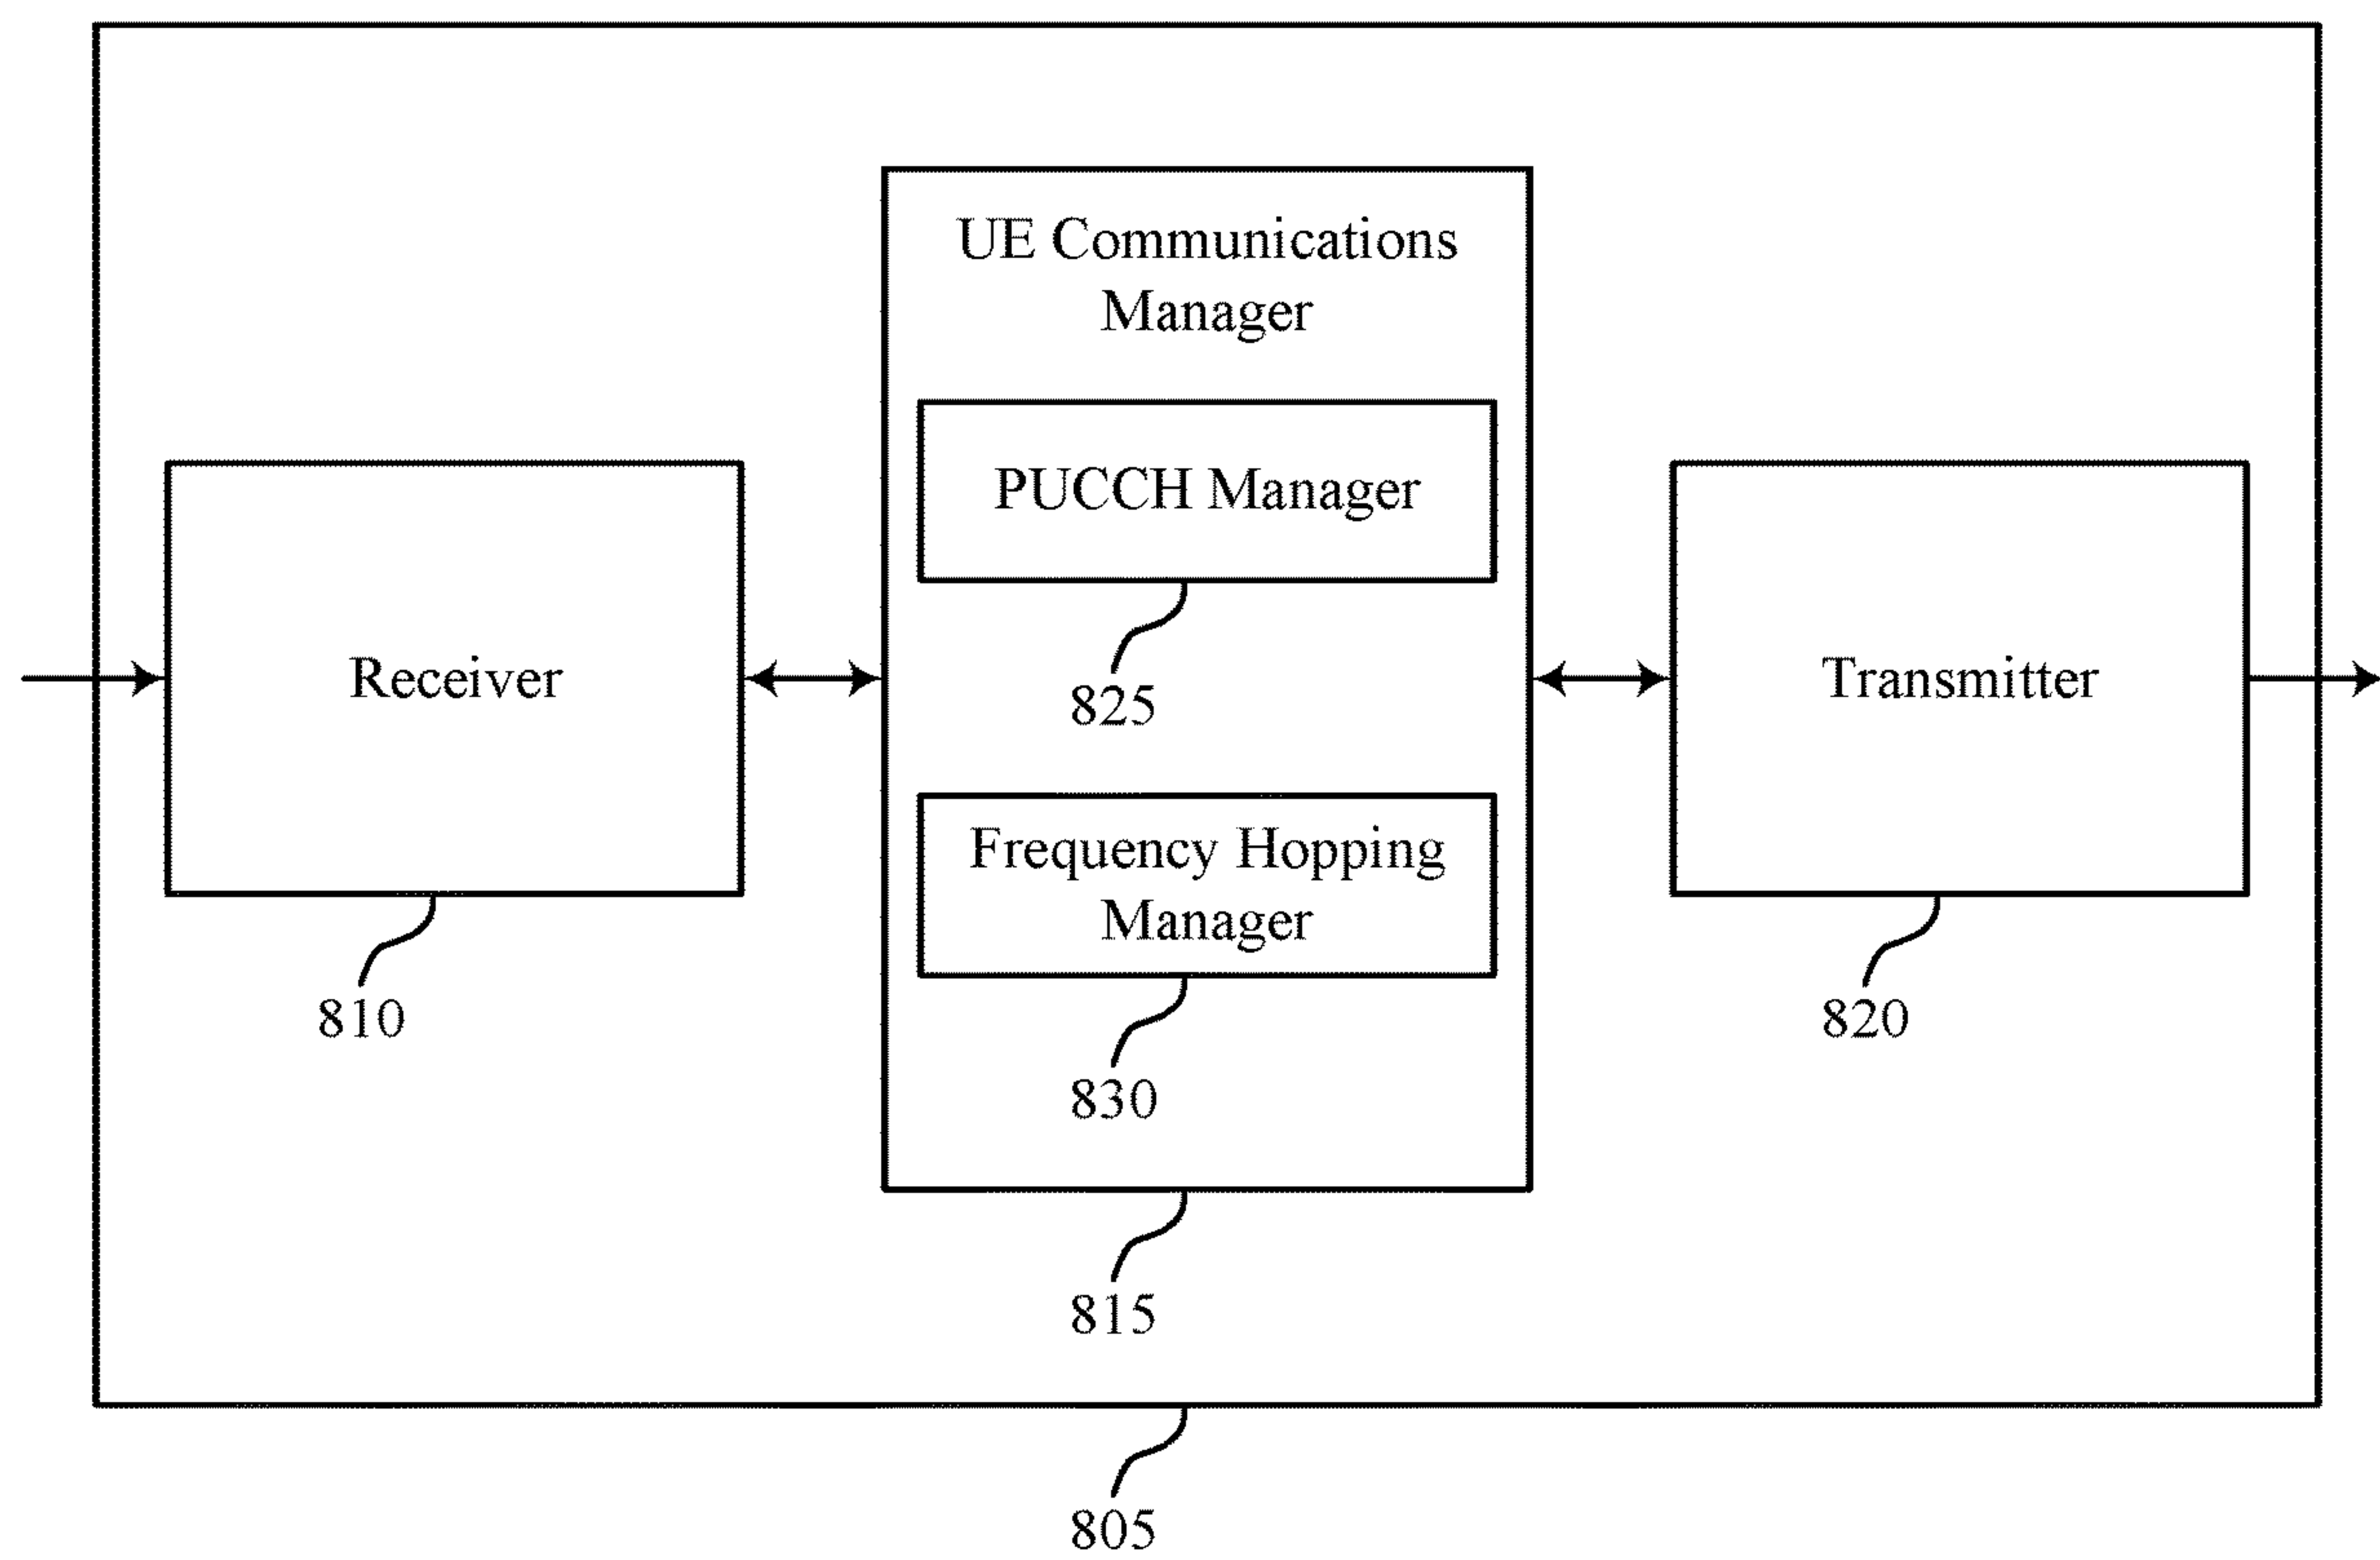 UE Communications
Manager
PUCCH Manager
825
Receiver
810
Transmitter
820
Frequency Hopping
Manager
830
815
805